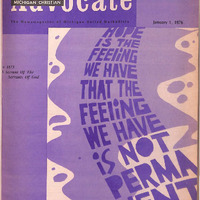 MICHIGAN CHRISTIAN
Advocate
The Newsmagazine of Michigan United Methodists
January 1, 1976
HOPE
IS THE
FEELING
WE HAVE
THAT THE
FEELING
WE HAVE
iS NOT
PERMA
NENT